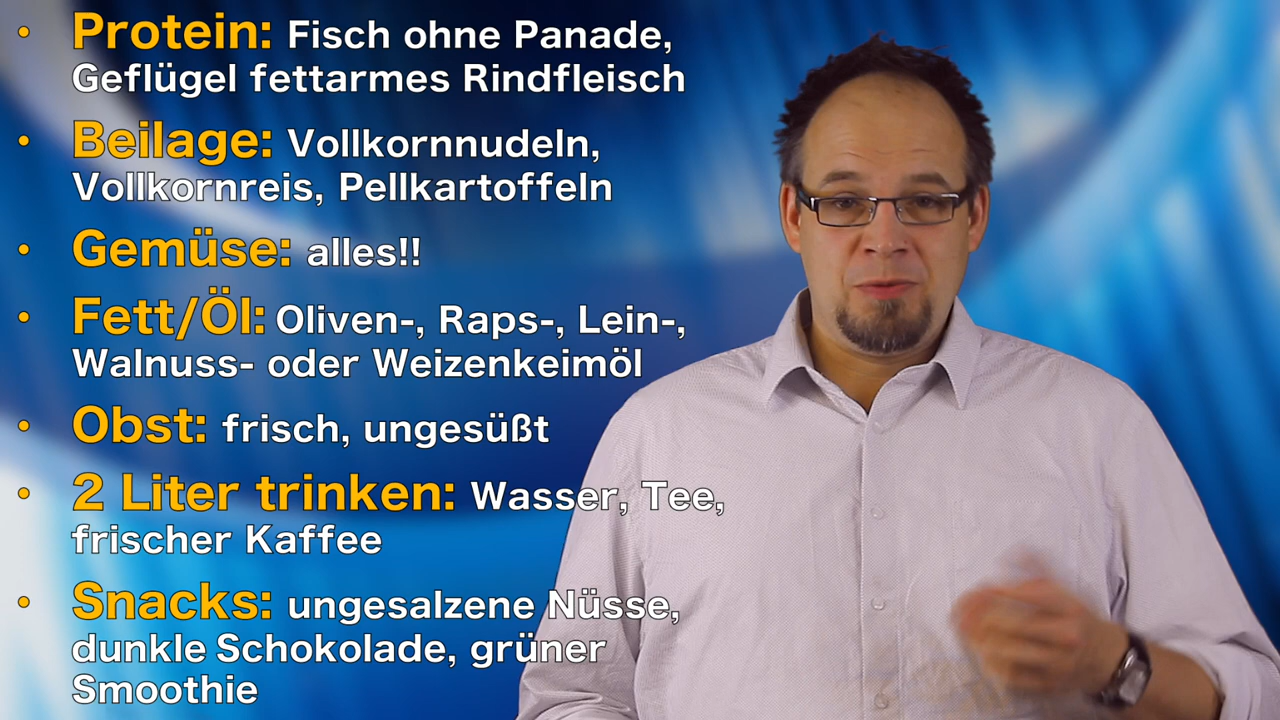 • Protein: Fisch ohne Panade,
Geflügel fettarmes Rindfleisch
• Beilage: Vollkornnudeln,
Vollkornreis, Pellkartoffeln
• Gemüse: alles!!
• Fett/Öl: Oliven-, Raps-, Lein-,
Walnuss- oder Weizenkeimöl
• Obst: frisch, ungesüßt
• 2 Liter trinken: Wasser, Tee,
frischer Kaffee
• Snacks: ungesalzene Nüsse,
dunkle Schokolade, grüner
Smoothie